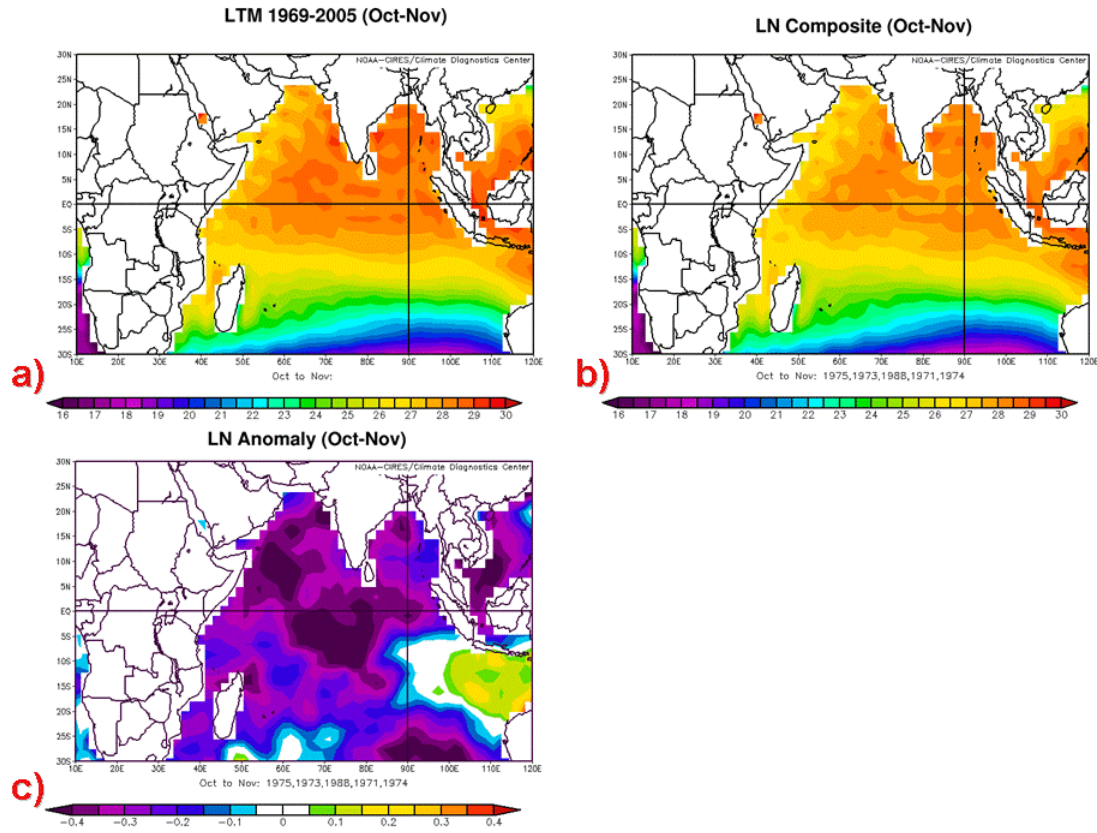 LTM 1969-2005 (Oct-Nov)
NOAA-CIRES/Climate Diagnostics Center
30N
25N
20N
15N
10N
5N
EQ
5S
10S
15S
20S
25S
30S
10E 20E 30E 40E 50E 60E 70E 80E 90E 100E 110E 120E
Oct to Nov:
a)
16 17 18 19 20 21 22 23 24 25 26 27 28 29 30
LN Composite (Oct-Nov)
NOAA-CIRES/Climate Diagnostics Center
30N
25N
20N
15N
10N
5N
EQ
5S
10S
15S
20S
25S
30S
10E 20E 30E 40E 50E 60E 70E 80E 90E 100E 110E 120E
Oct to Nov: 1975,1973,1988,1971,1974
b)
16 17 18 19 20 21 22 23 24 25 26 27 28 29 30
LN Anomaly (Oct-Nov)
NOAA-CIRES/Climate Diagnostics Center
30N
25N
20N
15N
10N
5N
EQ
5S
10S
15S
20S
25S
30S
10E 20E 30E 40E 50E 60E 70E 80E 90E 100E 110E 120E
Oct to Nov: 1975,1973,1988,1971,1974
c)
-0.4 -0.3 -0.2 -0.1 0 0.1 0.2 0.3 0.4